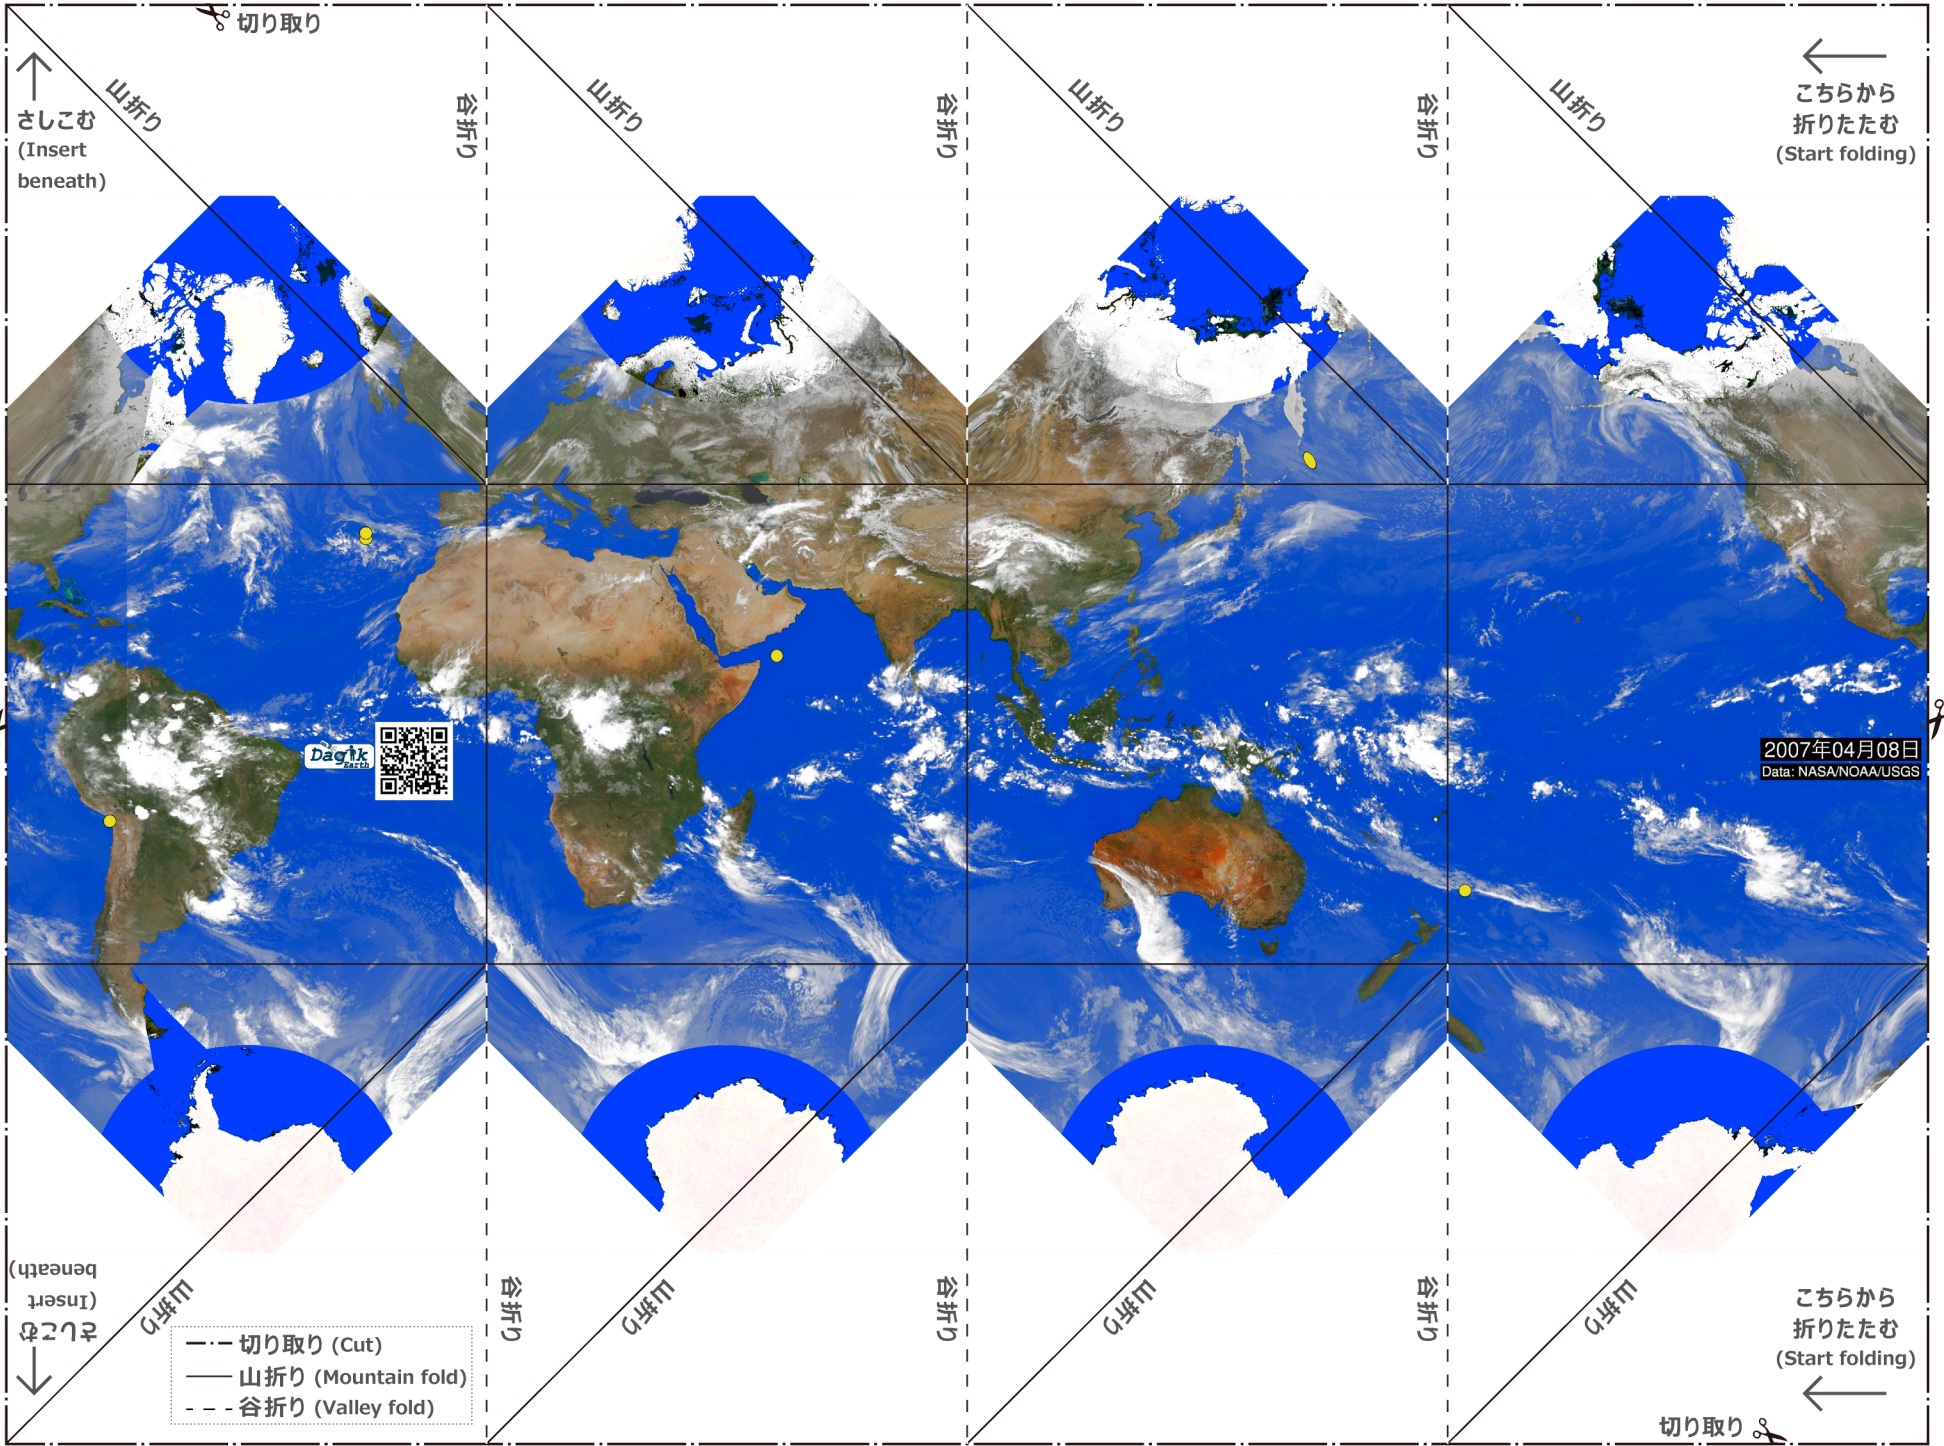 切り取り
山折り
谷折り
山折り
谷折り
山折り
谷折り
山折り
さしこむ
(Insert
beneath)
こちらから
折りたたむ
(Start folding)
Dagik
Earth
2007年04月08日
Data: NASA/NOAA/USGS
さしこむ
(Insert
beneath)
山折り
谷折り
山折り
谷折り
山折り
谷折り
山折り
こちらから
折りたたむ
(Start folding)
切り取り (Cut)
山折り (Mountain fold)
谷折り (Valley fold)
切り取り